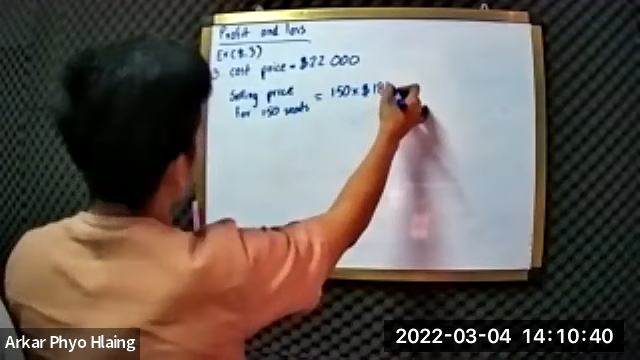 Profit and loss
Ex (8.3)
3. cost price = $22 000
Selling price
for 150 seats = 150 x $18
Arkar Phyo Hlaing
2022-03-04 14:10:40